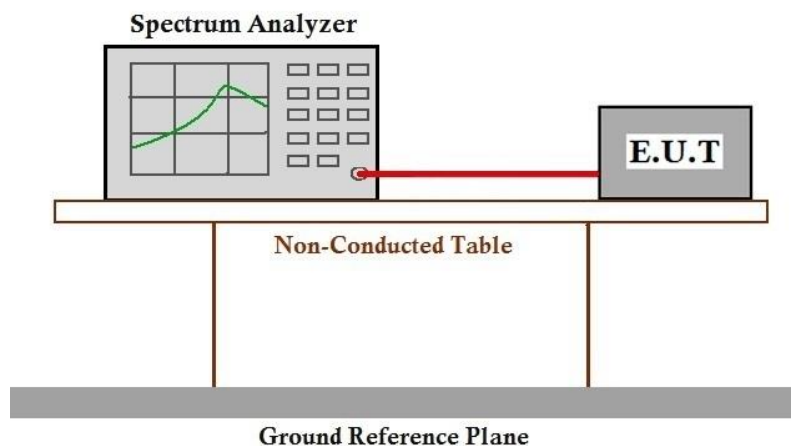 Spectrum Analyzer
E.U.T
Non-Conducted Table
Ground Reference Plane